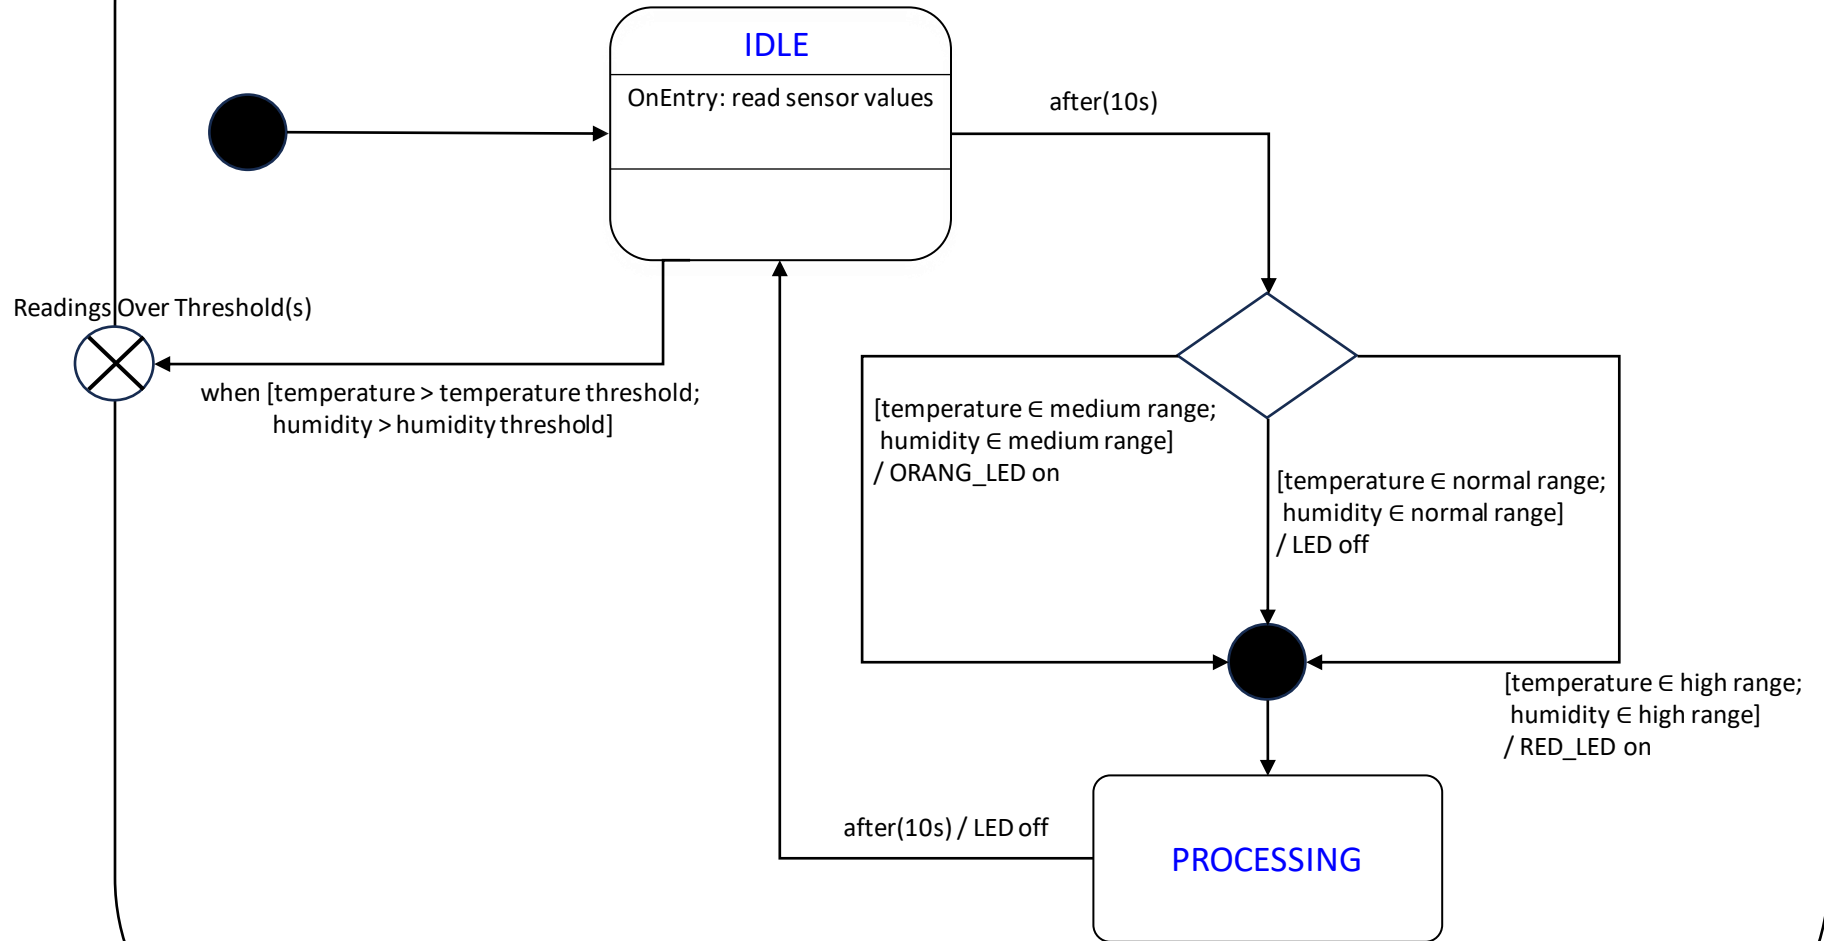 IDLE
OnEntry: read sensor values
after(10s)
Readings Over Threshold(s)
when [temperature > temperature threshold;
humidity > humidity threshold]
[temperature ∈ medium range;
humidity ∈ medium range]
/ ORANG_LED on
[temperature ∈ normal range;
humidity ∈ normal range]
/ LED off
[temperature ∈ high range;
humidity ∈ high range]
/ RED_LED on
after(10s) / LED off
PROCESSING